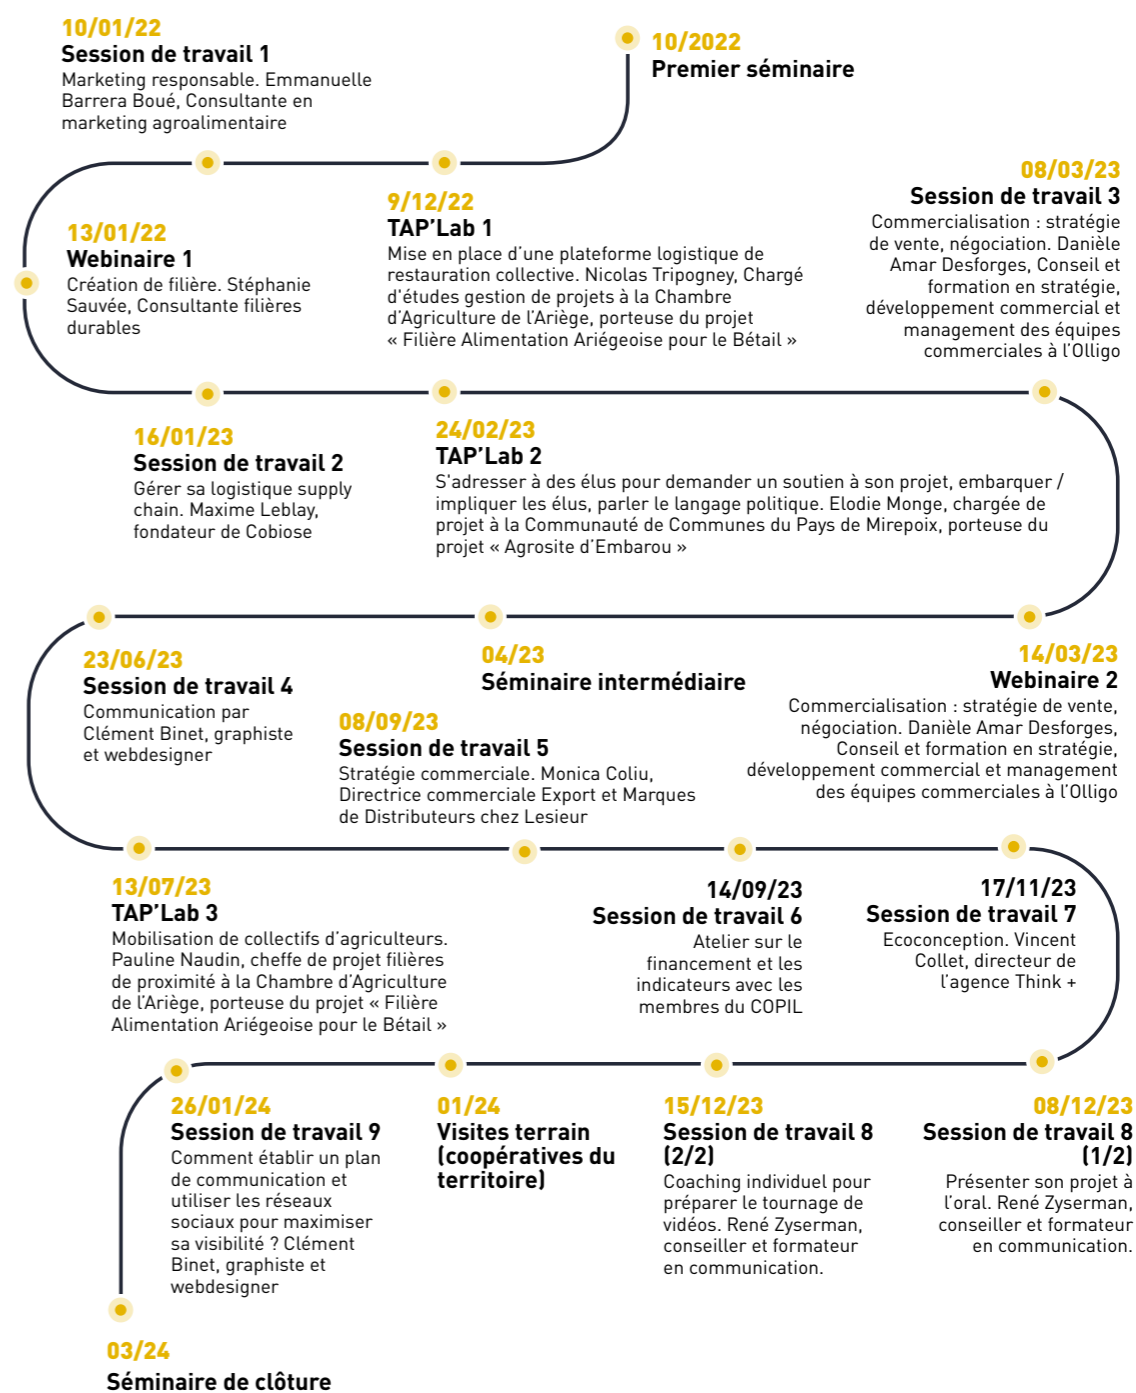 10/01/22
Session de travail 1
Marketing responsable. Emmanuelle
Barrera Boué, Consultante en
marketing agroalimentaire
10/2022
Premier séminaire
13/01/22
Webinaire 1
Création de filière. Stéphanie
Sauvée, Consultante filières
durables
9/12/22
TAP’Lab 1
Mise en place d’une plateforme logistique de
restauration collective. Nicolas Tripogney, Chargé
d'études gestion de projets à la Chambre
d’Agriculture de l’Ariège, porteuse du projet
« Filière Alimentation Ariégeoise pour le Bétail »
08/03/23
Session de travail 3
Commercialisation : stratégie
de vente, négociation. Danièle
Amar Desforges, Conseil et
formation en stratégie,
développement commercial et
management des équipes
commerciales à l’Olligo
16/01/23
Session de travail 2
Gérer sa logistique supply
chain. Maxime Leblay,
fondateur de Cobiose
24/02/23
TAP’Lab 2
S'adresser à des élus pour demander un soutien à son projet, embarquer /
impliquer les élus, parler le langage politique. Elodie Monge, chargée de
projet à la Communauté de Communes du Pays de Mirepoix, porteuse du
projet « Agrosite d’Embarou »
23/06/23
Session de travail 4
Communication par
Clément Binet, graphiste
et webdesigner
04/23
Séminaire intermédiaire
14/03/23
Webinaire 2
Commercialisation : stratégie de vente,
négociation. Danièle Amar Desforges,
Conseil et formation en stratégie,
développement commercial et management
des équipes commerciales à l’Olligo
08/09/23
Session de travail 5
Stratégie commerciale. Monica Coliu,
Directrice commerciale Export et Marques
de Distributeurs chez Lesieur
13/07/23
TAP’Lab 3
Mobilisation de collectifs d’agriculteurs.
Pauline Naudin, cheffe de projet filières
de proximité à la Chambre d’Agriculture
de l’Ariège, porteuse du projet « Filière
Alimentation Ariégeoise pour le Bétail »
14/09/23
Session de travail 6
Atelier sur le
financement et les
indicateurs avec les
membres du COPIL
17/11/23
Session de travail 7
Ecoconception. Vincent
Collet, directeur de
l’agence Think +
26/01/24
Session de travail 9
Comment établir un plan
de communication et
utiliser les réseaux
sociaux pour maximiser
sa visibilité ? Clément
Binet, graphiste et
webdesigner
01/24
Visites terrain
(coopératives du
territoire)
15/12/23
Session de travail 8
(2/2)
Coaching individuel pour
préparer le tournage de
vidéos. René Zyserman,
conseiller et formateur
en communication.
08/12/23
Session de travail 8
(1/2)
Présenter son projet à
l’oral. René Zyserman,
conseiller et formateur
en communication.
03/24
Séminaire de clôture